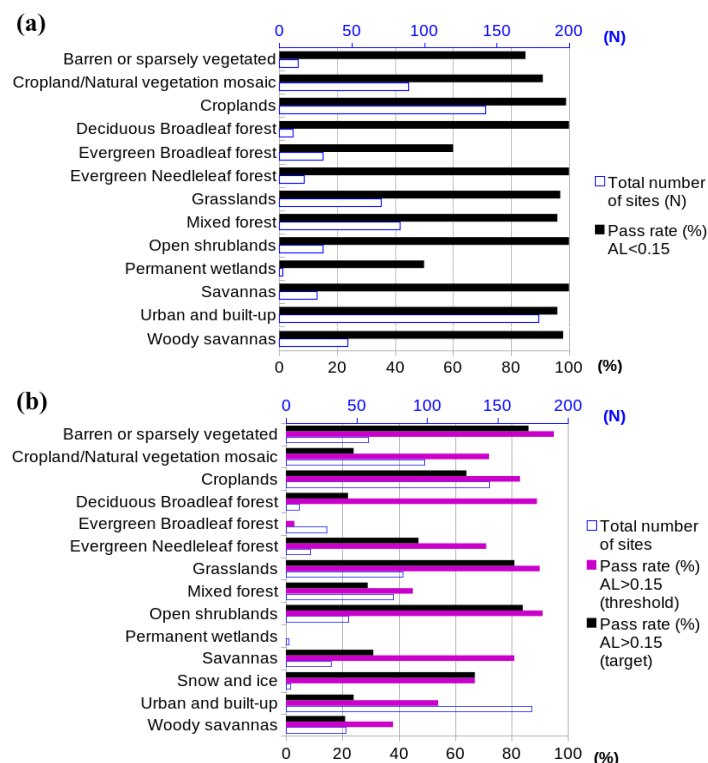 (a)
0 50 100 150 200 (N)
Barren or sparsely vegetated
Cropland/Natural vegetation mosaic
Croplands
Deciduous Broadleaf forest
Evergreen Broadleaf forest
Evergreen Needleleaf forest
Grasslands
Mixed forest
Open shrublands
Permanent wetlands
Savannas
Urban and built-up
Woody savannas
0 20 40 60 80 100 (%)
Total number
of sites (N)
Pass rate (%)
AL<0.15
(b)
0 50 100 150 200 (N)
Barren or sparsely vegetated
Cropland/Natural vegetation mosaic
Croplands
Deciduous Broadleaf forest
Evergreen Broadleaf forest
Evergreen Needleleaf forest
Grasslands
Mixed forest
Open shrublands
Permanent wetlands
Savannas
Snow and ice
Urban and built-up
Woody savannas
0 20 40 60 80 100 (%)
Total number
of sites
Pass rate (%)
AL>0.15
(threshold)
Pass rate (%)
AL>0.15
(target)